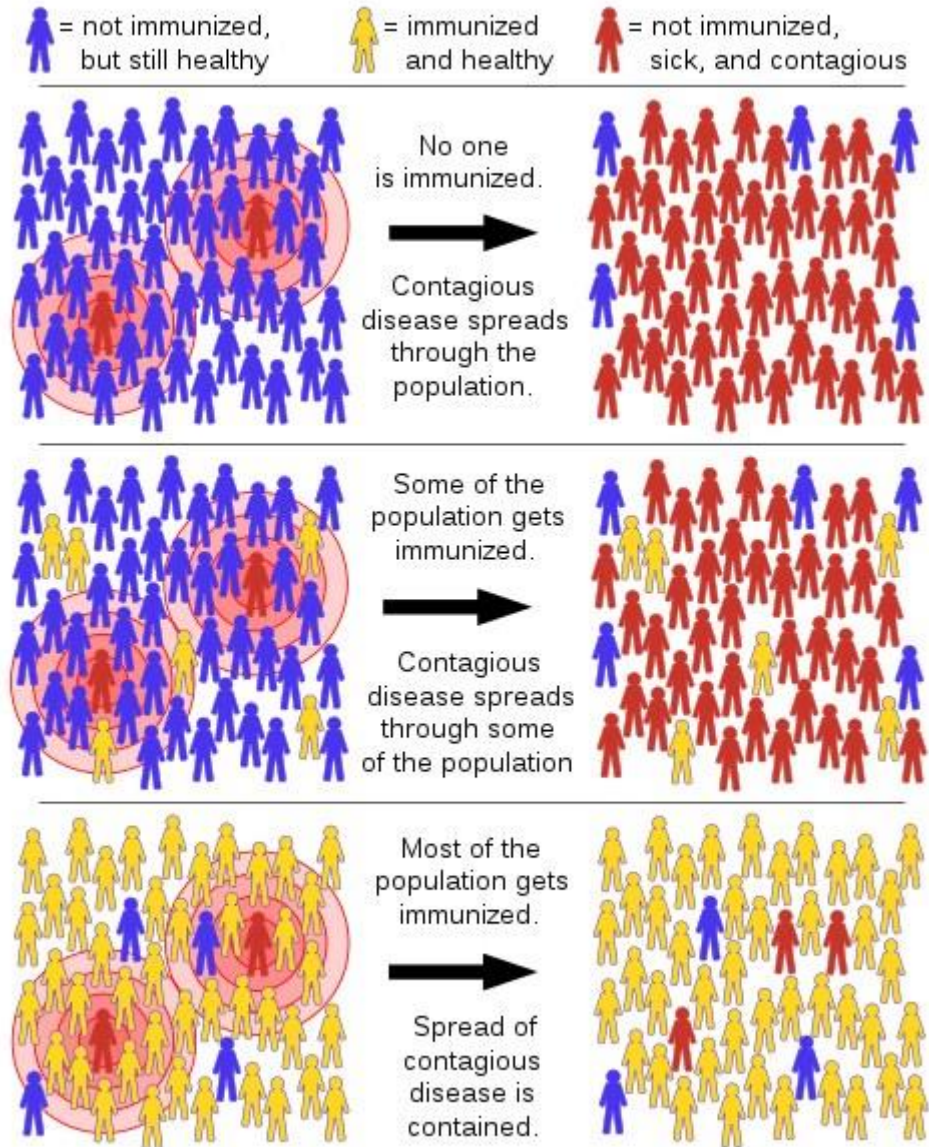 = not immunized,
but still healthy
= immunized
and healthy
= not immunized,
sick, and contagious
No one
is immunized.
Contagious
disease spreads
through the
population.
Some of the
population gets
immunized.
Contagious
disease spreads
through some
of the population
Most of the
population gets
immunized.
Spread of
contagious
disease is
contained.